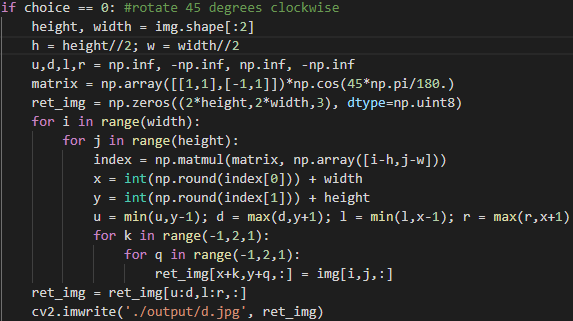 if choice == 0: #rotate 45 degrees clockwise
    height, width = img.shape[:2]
    h = height//2; w = width//2
    u,d,l,r = np.inf, -np.inf, np.inf, -np.inf
    matrix = np.array([[1,1],[-1,1]])*np.cos(45*np.pi/180.)
    ret_img = np.zeros((2*height,2*width,3), dtype=np.uint8)
    for i in range(width):
        for j in range(height):
            index = np.matmul(matrix, np.array([i-h,j-w]))
            x = int(np.round(index[0])) + width
            y = int(np.round(index[1])) + height
            u = min(u,y-1); d = max(d,y+1); l = min(l,x-1); r = max(r,x+1)
            for k in range(-1,2,1):
                for q in range(-1,2,1):
                    ret_img[x+k,y+q,:] = img[i,j,:]
    ret_img = ret_img[u:d,l:r,:]
    cv2.imwrite('./output/d.jpg', ret_img)